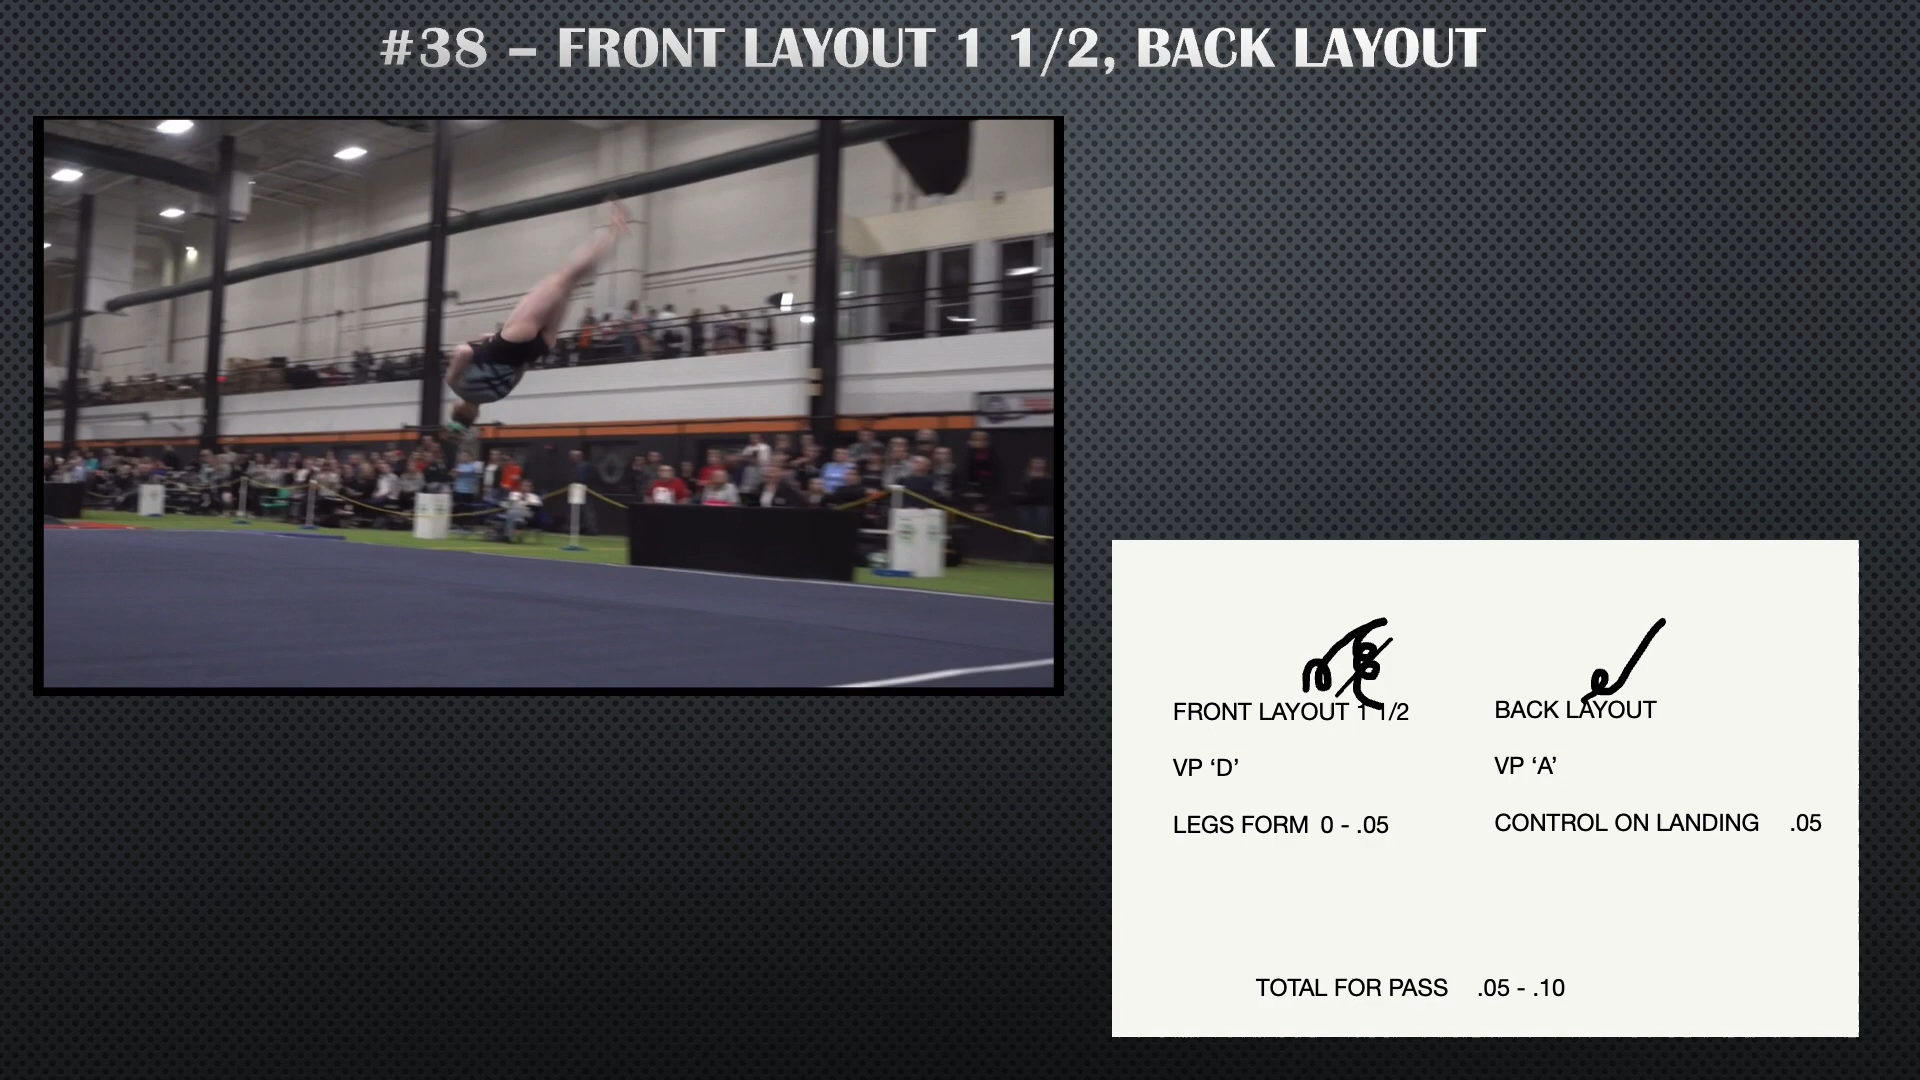 #38 – FRONT LAYOUT 1 1/2, BACK LAYOUT
FRONT LAYOUT 1 1/2
VP ‘D’
LEGS FORM 0 - .05
BACK LAYOUT
VP ‘A’
CONTROL ON LANDING .05
TOTAL FOR PASS .05 - .10